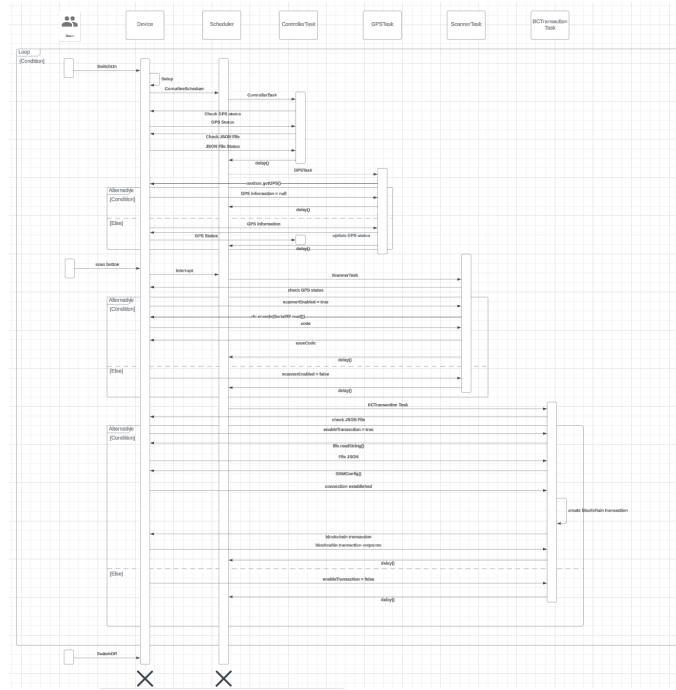 Device
Scheduler
ControllerTask
GPSTask
ScannerTask
BCTransaction
Task
User
Loop
[Condition]
SwitchOn
Setup
ControllerTask
Check GPS status
GPS Status
Check JSON File
JSON File Status
delay()
GPSTask
Alternative
[Condition]
GPS information = null
delay()
[Else]
GPS Information
GPS Status
update GPS status
delay()
scan button
Interrupt
ScannerTask
check GPS status
Alternative
[Condition]
scannerEnabled = true
code
saveCode
delay()
[Else]
scannerEnabled = false
delay()
BCTransaction Task
check JSON File
Alternative
[Condition]
enableTransaction = true
file.readString()
File JSON
GSMConfig()
connection established
create blockchain transaction
blockchain transaction
blockchain transaction response
delay()
[Else]
enableTransaction = false
delay()
SwitchOff